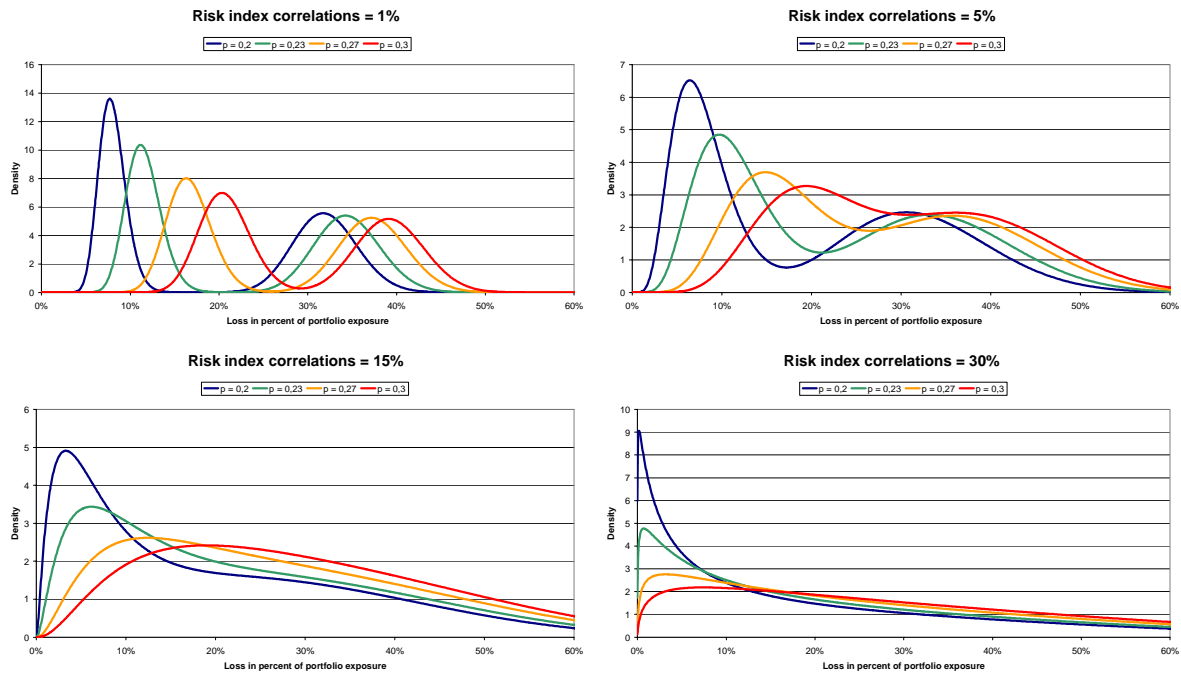 Risk index correlations = 1%
p = 0,2 p = 0,23 p = 0,27 p = 0,3
16
14
12
10
8
6
4
2
0
Density
0% 10% 20% 30% 40% 50% 60%
Loss in percent of portfolio exposure
Risk index correlations = 5%
p = 0,2 p = 0,23 p = 0,27 p = 0,3
7
6
5
4
3
2
1
0
Density
0% 10% 20% 30% 40% 50% 60%
Loss in percent of portfolio exposure
Risk index correlations = 15%
p = 0,2 p = 0,23 p = 0,27 p = 0,3
6
5
4
3
2
1
0
Density
0% 10% 20% 30% 40% 50% 60%
Loss in percent of portfolio exposure
Risk index correlations = 30%
p = 0,2 p = 0,23 p = 0,27 p = 0,3
10
9
8
7
6
5
4
3
2
1
0
Density
0% 10% 20% 30% 40% 50% 60%
Loss in percent of portfolio exposure